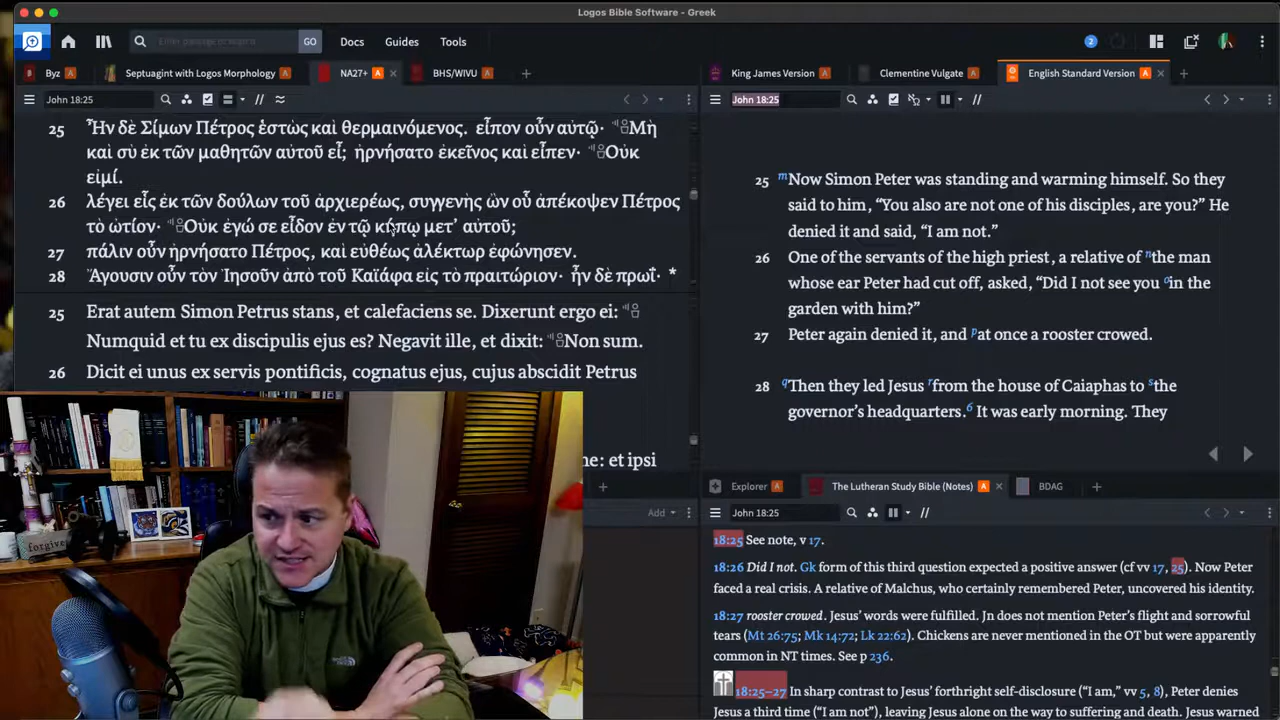 Logos Bible Software - Greek
GO
Docs
Guides
Tools
2
Byz
A
Septuagint with Logos Morphology
A
NA27+
A
BHS/WIVU
A
King James Version
A
Clementine Vulgate
A
English Standard Version
A
John 18:25
John 18:25
25 Ἦν δὲ Σίμων Πέτρος ἑστὼς καὶ θερμαινόμενος. εἶπον οὖν αὐτῷ· Μὴ
καὶ σὺ ἐκ τῶν μαθητῶν αὐτοῦ εἶ; ἠρνήσατο ἐκεῖνος καὶ εἶπεν· Οὐκ
εἰμί.
26 λέγει εἷς ἐκ τῶν δούλων τοῦ ἀρχιερέως, συγγενὴς ὢν οὗ ἀπέκοψεν Πέτρος
τὸ ὠτίον· Οὐκ ἐγώ σε εἶδον ἐν τῷ κήπῳ μετ’ αὐτοῦ;
27 πάλιν οὖν ἠρνήσατο Πέτρος, καὶ εὐθέως ἀλέκτωρ ἐφώνησεν.
28 Ἄγουσιν οὖν τὸν Ἰησοῦν ἀπὸ τοῦ Καϊάφα εἰς τὸ πραιτώριον· ἦν δὲ πρωΐ· *
25 Erat autem Simon Petrus stans, et calefaciens se. Dixerunt ergo ei:
Numquid et tu ex discipulis ejus es? Negavit ille, et dixit: Non sum.
26 Dicit ei unus ex servis pontificis, cognatus ejus, cujus abscidit Petrus
ne: et ipsi
25 mNow Simon Peter was standing and warming himself. So they
said to him, “You also are not one of his disciples, are you?” He
denied it and said, “I am not.”
26 One of the servants of the high priest, a relative of nthe man
whose ear Peter had cut off, asked, “Did I not see you oin the
garden with him?”
27 Peter again denied it, and pat once a rooster crowed.
28 qThen they led Jesus rfrom the house of Caiaphas to sthe
governor’s headquarters.6 It was early morning. They
Add
Explorer
A
The Lutheran Study Bible (Notes)
A
BDAG
John 18:25
18:25 See note, v 17.
18:26 Did I not. Gk form of this third question expected a positive answer (cf vv 17, 25). Now Peter
faced a real crisis. A relative of Malchus, who certainly remembered Peter, uncovered his identity.
18:27 rooster crowed. Jesus’ words were fulfilled. Jn does not mention Peter’s flight and sorrowful
tears (Mt 26:75; Mk 14:72; Lk 22:62). Chickens are never mentioned in the OT but were apparently
common in NT times. See p 236.
18:25–27 In sharp contrast to Jesus’ forthright self-disclosure (“I am,” vv 5, 8), Peter denies
Jesus a third time (“I am not”), leaving Jesus alone on the way to suffering and death. Jesus warned